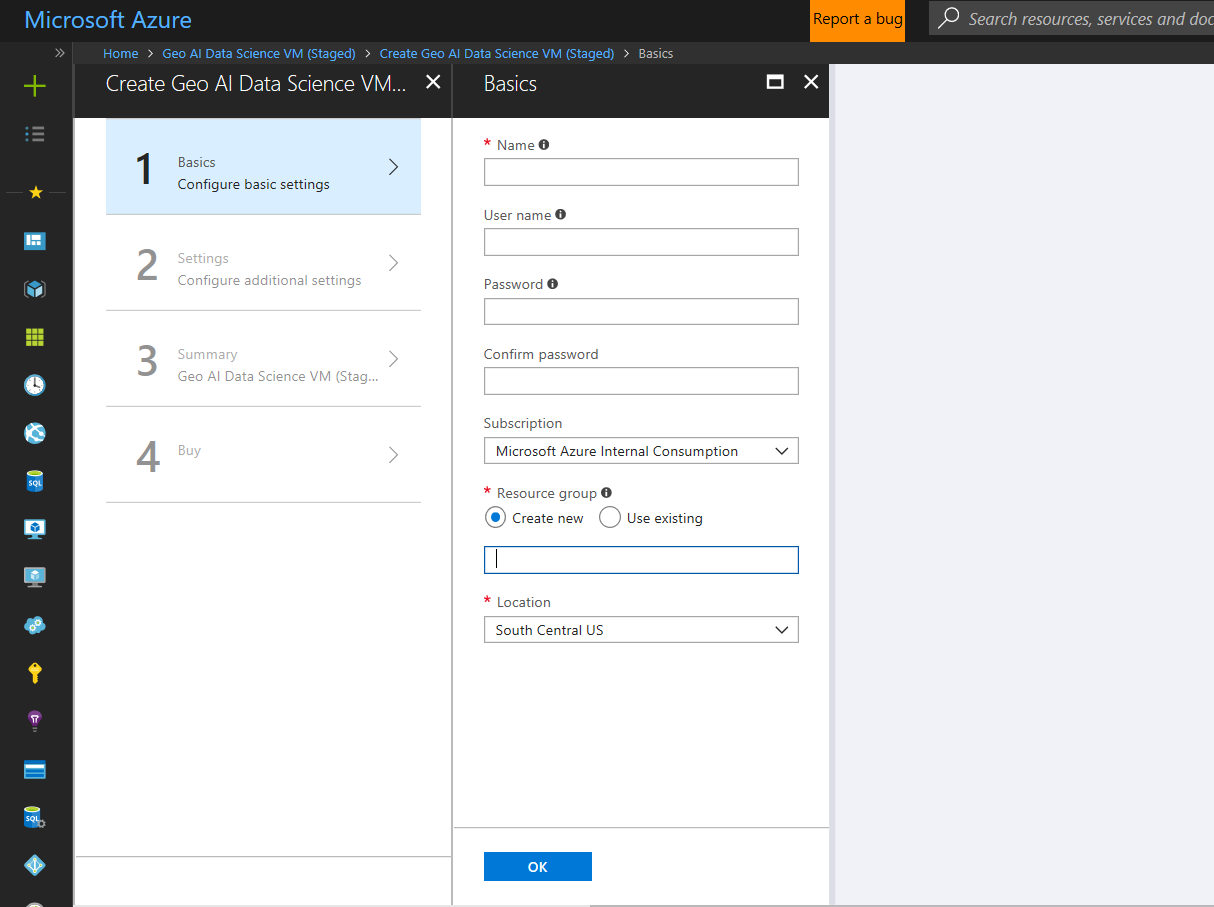 Microsoft Azure
Report a bug
Search resources, services and doc
» Home > Geo AI Data Science VM (Staged) > Create Geo AI Data Science VM (Staged) > Basics
Create Geo AI Data Science VM...
1
Basics
Configure basic settings
2
Settings
Configure additional settings
3
Summary
Geo AI Data Science VM (Stag...
4
Buy
Basics
* Name
User name
Password
Confirm password
Subscription
Microsoft Azure Internal Consumption
* Resource group
Create new Use existing
* Location
South Central US
OK
SQL
SQL